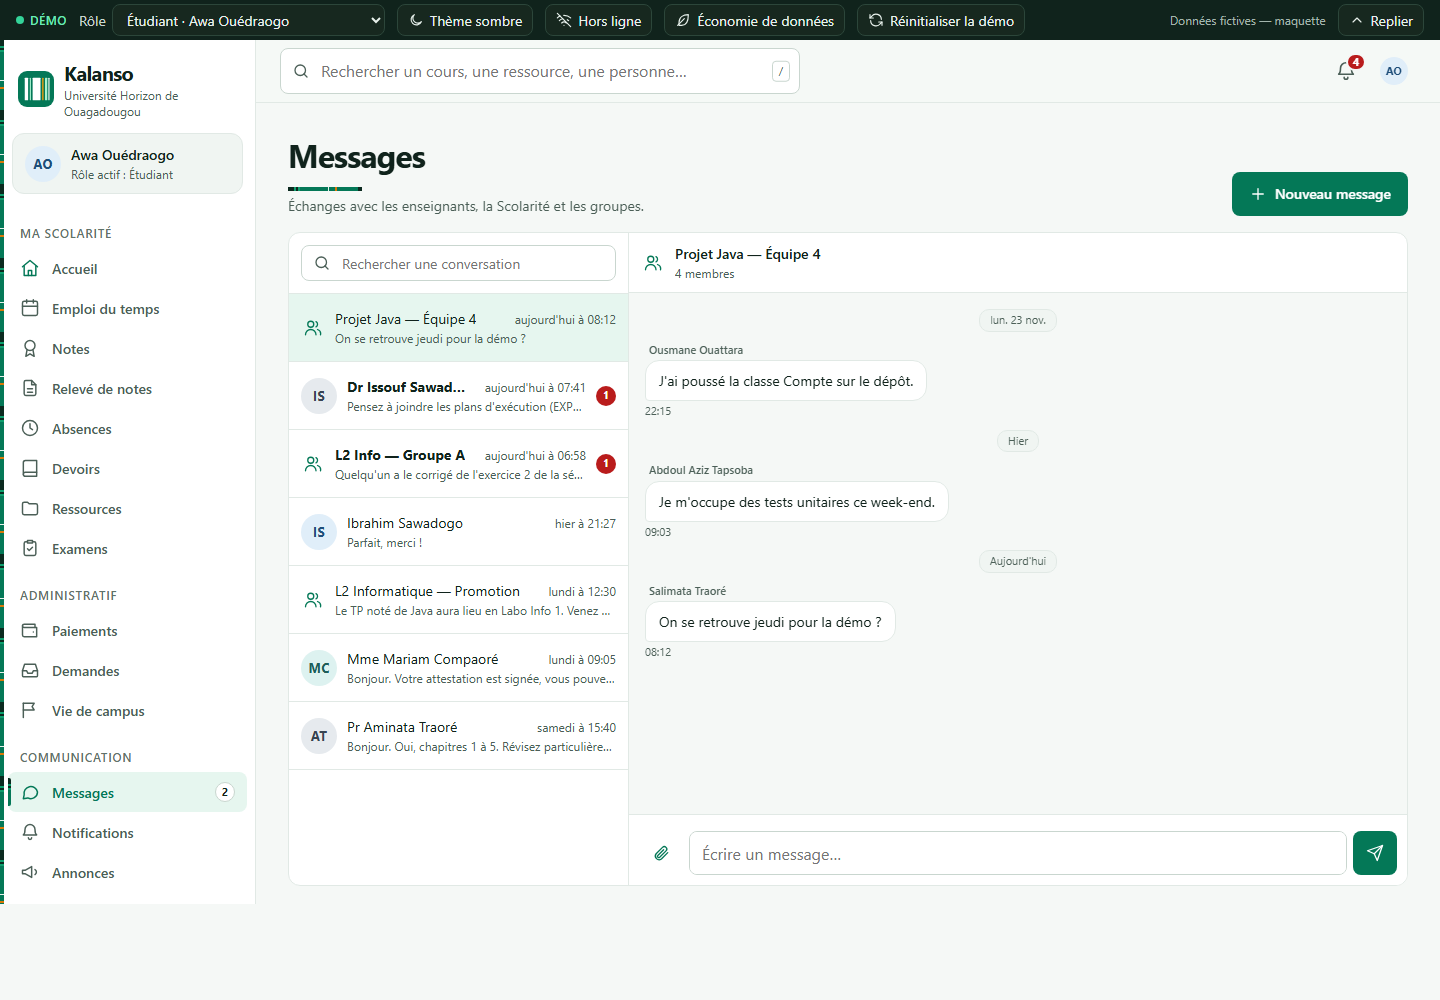 DÉMO Rôle Étudiant · Awa Ouédraogo Thème sombre Hors ligne Économie de données Réinitialiser la démo Données fictives — maquette Replier
Kalanso
Université Horizon de
Ouagadougou
Rechercher un cours, une ressource, une personne... /
4
AO
AO
Awa Ouédraogo
Rôle actif : Étudiant
MA SCOLARITÉ
Accueil
Emploi du temps
Notes
Relevé de notes
Absences
Devoirs
Ressources
Examens
ADMINISTRATIF
Paiements
Demandes
Vie de campus
COMMUNICATION
Messages 2
Notifications
Annonces
Messages
Échanges avec les enseignants, la Scolarité et les groupes.
Nouveau message
Rechercher une conversation
Projet Java — Équipe 4 aujourd'hui à 08:12
On se retrouve jeudi pour la démo ?
IS
Dr Issouf Sawad... aujourd'hui à 07:41
Pensez à joindre les plans d'exécution (EXP...
1
L2 Info — Groupe A aujourd'hui à 06:58
Quelqu'un a le corrigé de l'exercice 2 de la sé...
1
IS
Ibrahim Sawadogo hier à 21:27
Parfait, merci !
L2 Informatique — Promotion lundi à 12:30
Le TP noté de Java aura lieu en Labo Info 1. Venez ...
MC
Mme Mariam Compaoré lundi à 09:05
Bonjour. Votre attestation est signée, vous pouve...
AT
Pr Aminata Traoré samedi à 15:40
Bonjour. Oui, chapitres 1 à 5. Révisez particulière...
Projet Java — Équipe 4
4 membres
lun. 23 nov.
Ousmane Ouattara
J'ai poussé la classe Compte sur le dépôt.
22:15
Hier
Abdoul Aziz Tapsoba
Je m'occupe des tests unitaires ce week-end.
09:03
Aujourd'hui
Salimata Traoré
On se retrouve jeudi pour la démo ?
08:12
Écrire un message...